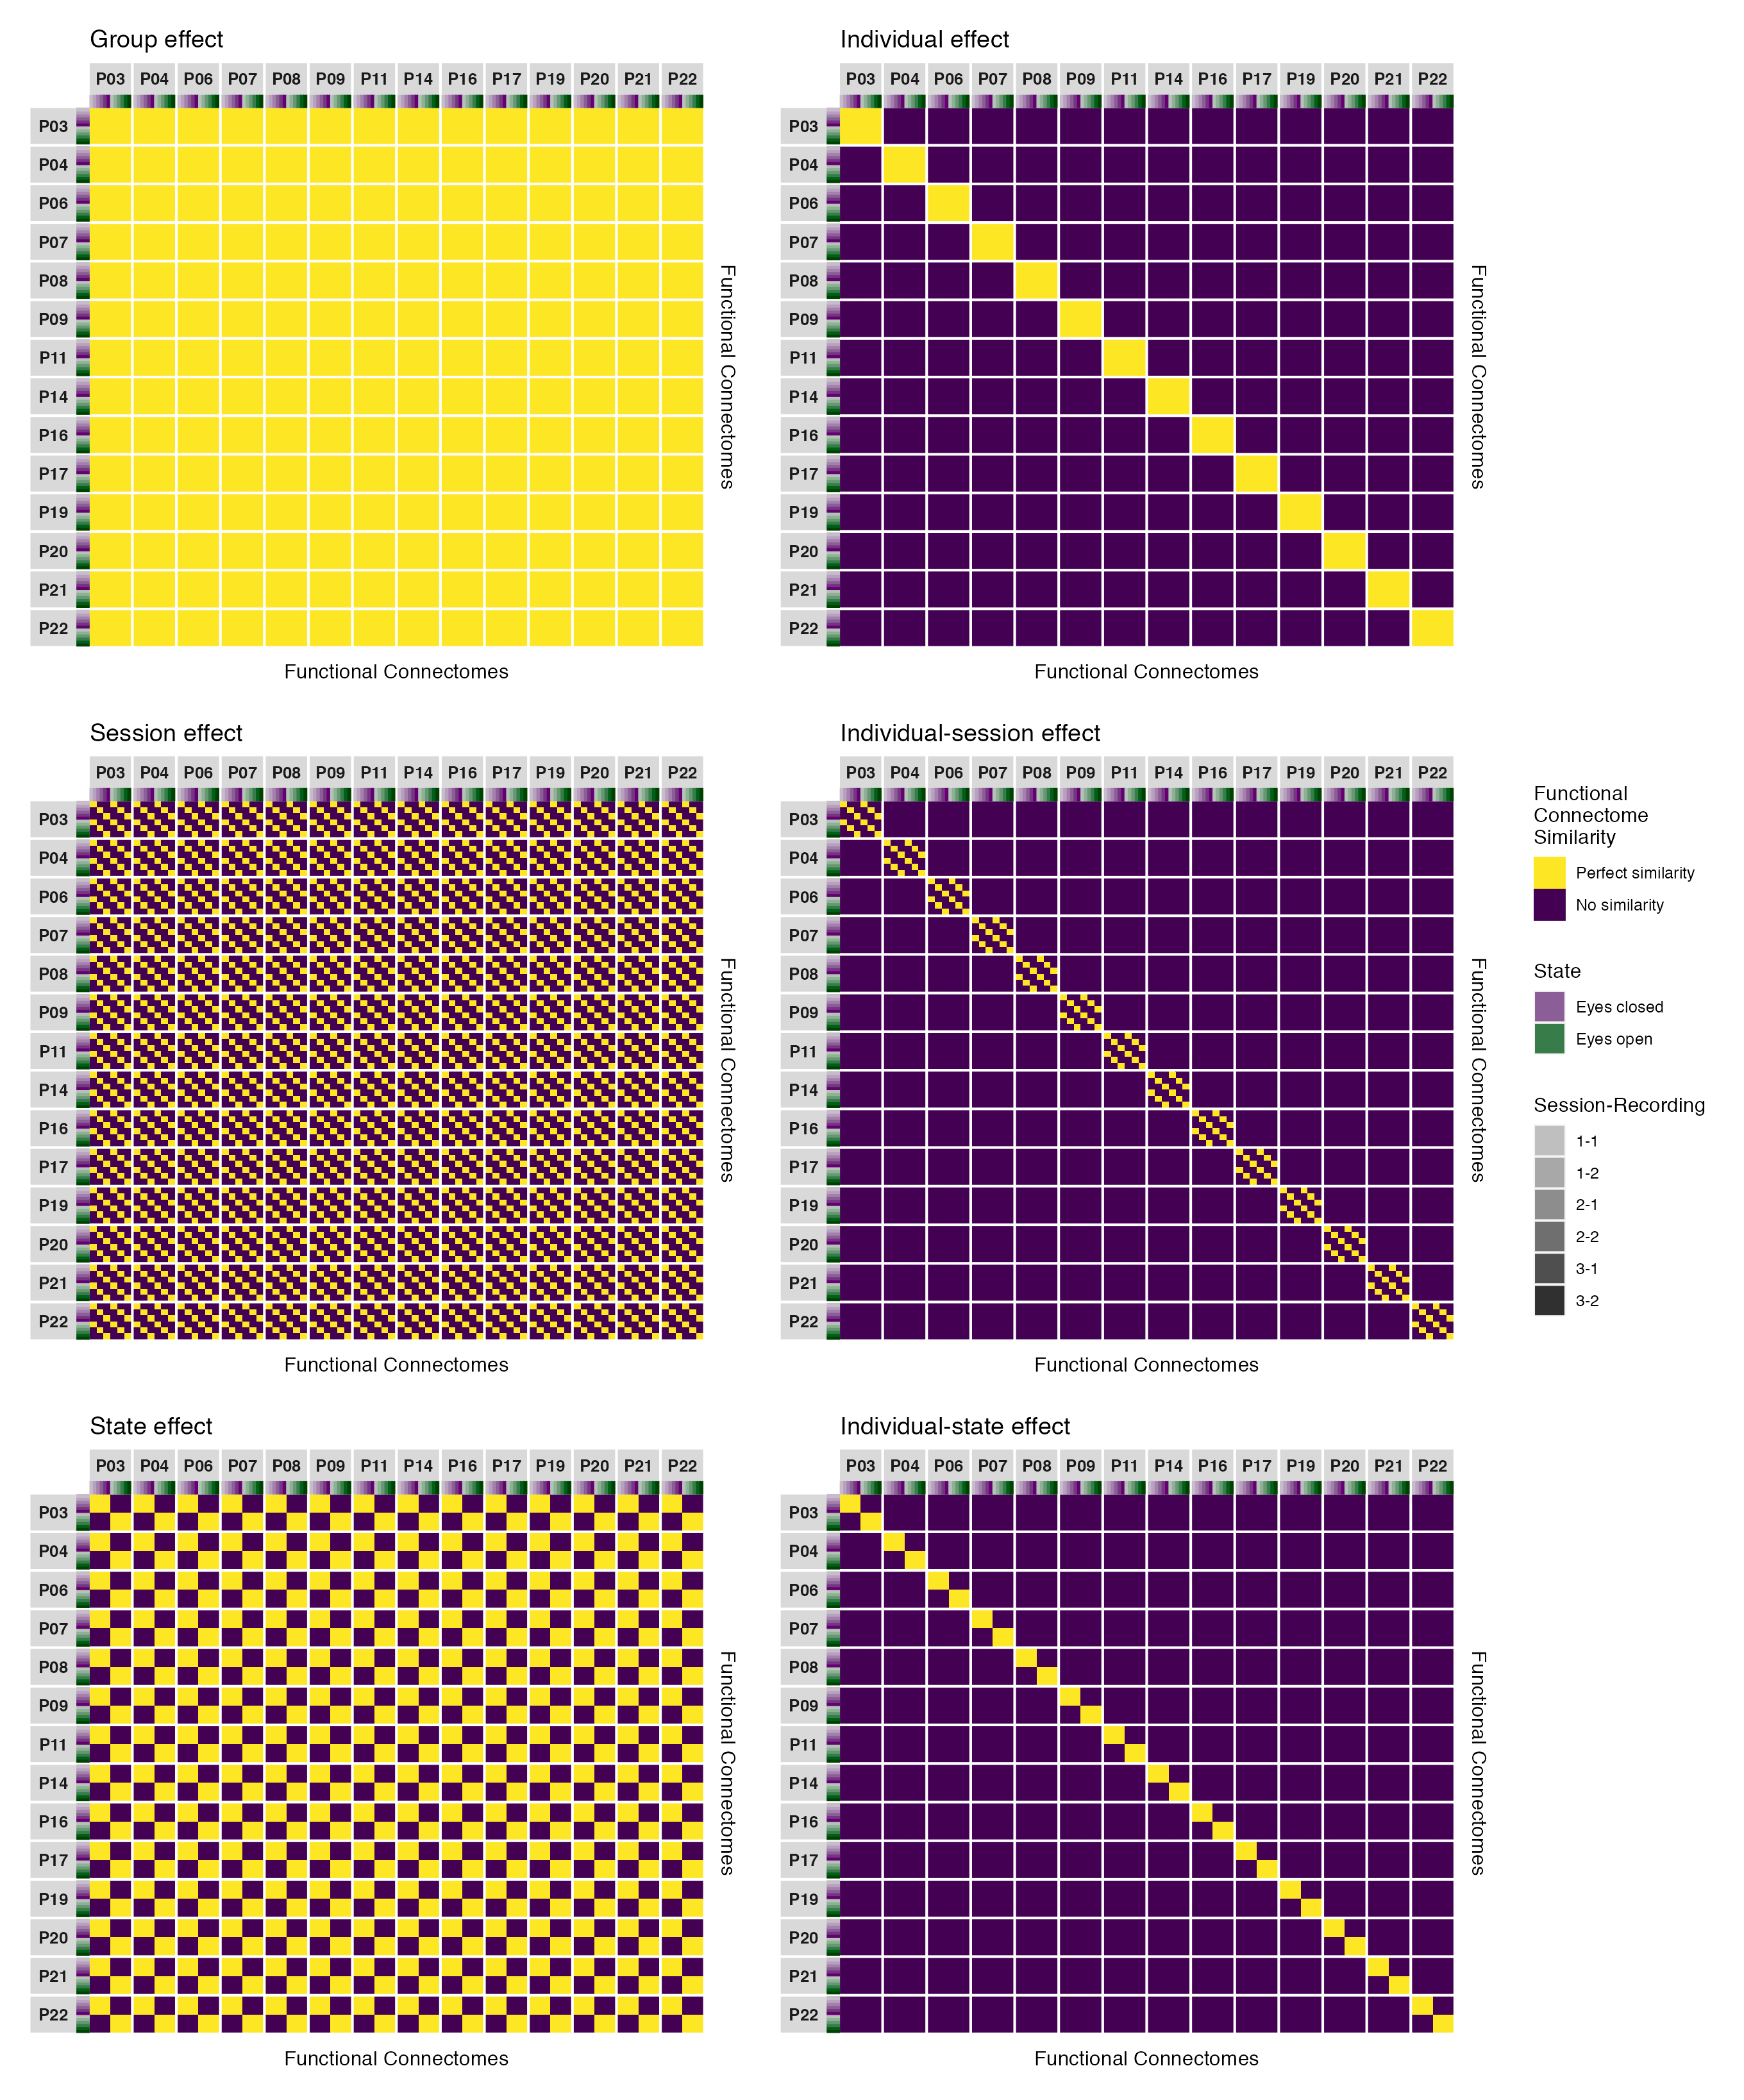 Group effect
P03 P04 P06 P07 P08 P09 P11 P14 P16 P17 P19 P20 P21 P22
P03
P04
P06
P07
P08
P09
P11
P14
P16
P17
P19
P20
P21
P22
Functional Connectomes
Functional Connectomes
Individual effect
P03 P04 P06 P07 P08 P09 P11 P14 P16 P17 P19 P20 P21 P22
P03
P04
P06
P07
P08
P09
P11
P14
P16
P17
P19
P20
P21
P22
Functional Connectomes
Functional Connectomes
Session effect
P03 P04 P06 P07 P08 P09 P11 P14 P16 P17 P19 P20 P21 P22
P03
P04
P06
P07
P08
P09
P11
P14
P16
P17
P19
P20
P21
P22
Functional Connectomes
Functional Connectomes
Individual-session effect
P03 P04 P06 P07 P08 P09 P11 P14 P16 P17 P19 P20 P21 P22
P03
P04
P06
P07
P08
P09
P11
P14
P16
P17
P19
P20
P21
P22
Functional Connectomes
Functional Connectomes
Functional
Connectome
Similarity
Perfect similarity
No similarity
State
Eyes closed
Eyes open
Session-Recording
1-1
1-2
2-1
2-2
3-1
3-2
State effect
P03 P04 P06 P07 P08 P09 P11 P14 P16 P17 P19 P20 P21 P22
P03
P04
P06
P07
P08
P09
P11
P14
P16
P17
P19
P20
P21
P22
Functional Connectomes
Functional Connectomes
Individual-state effect
P03 P04 P06 P07 P08 P09 P11 P14 P16 P17 P19 P20 P21 P22
P03
P04
P06
P07
P08
P09
P11
P14
P16
P17
P19
P20
P21
P22
Functional Connectomes
Functional Connectomes